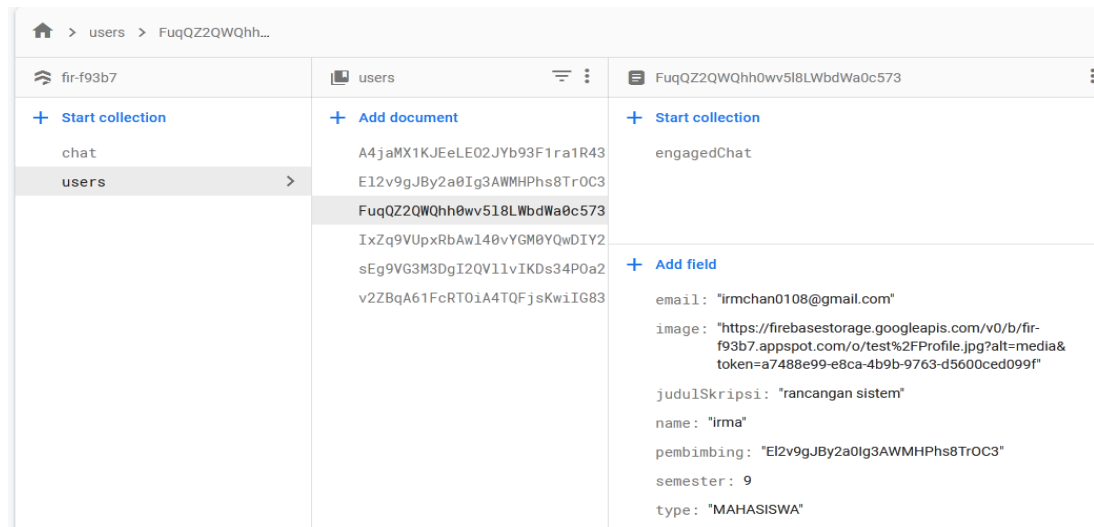 > users > FuqQZ2QWQhh…
fir-f93b7
+ Start collection
chat
users >
users
+ Add document
A4jaMX1KJEeLEO2JYb93F1ra1R43
El2v9gJBy2a0Ig3AWMHPhs8TrOC3
FuqQZ2QWQhh0wv5l8LWbdWa0c573
IxZq9VUpxRbAwl40vYGM0YQwDIY2
sEg9VG3M3DgI2QVllvIKDs34POa2
v2ZBqA61FcRTOiA4TQFjsKwiIG83
FuqQZ2QWQhh0wv5l8LWbdWa0c573
+ Start collection
engagedChat
+ Add field
email: "irmchan0108@gmail.com"
image: "https://firebasestorage.googleapis.com/v0/b/fir-
f93b7.appspot.com/o/test%2FProfile.jpg?alt=media&
token=a7488e99-e8ca-4b9b-9763-d5600ced099f"
judulSkripsi: "rancangan sistem"
name: "irma"
pembimbing: "El2v9gJBy2a0Ig3AWMHPhs8TrOC3"
semester: 9
type: "MAHASISWA"